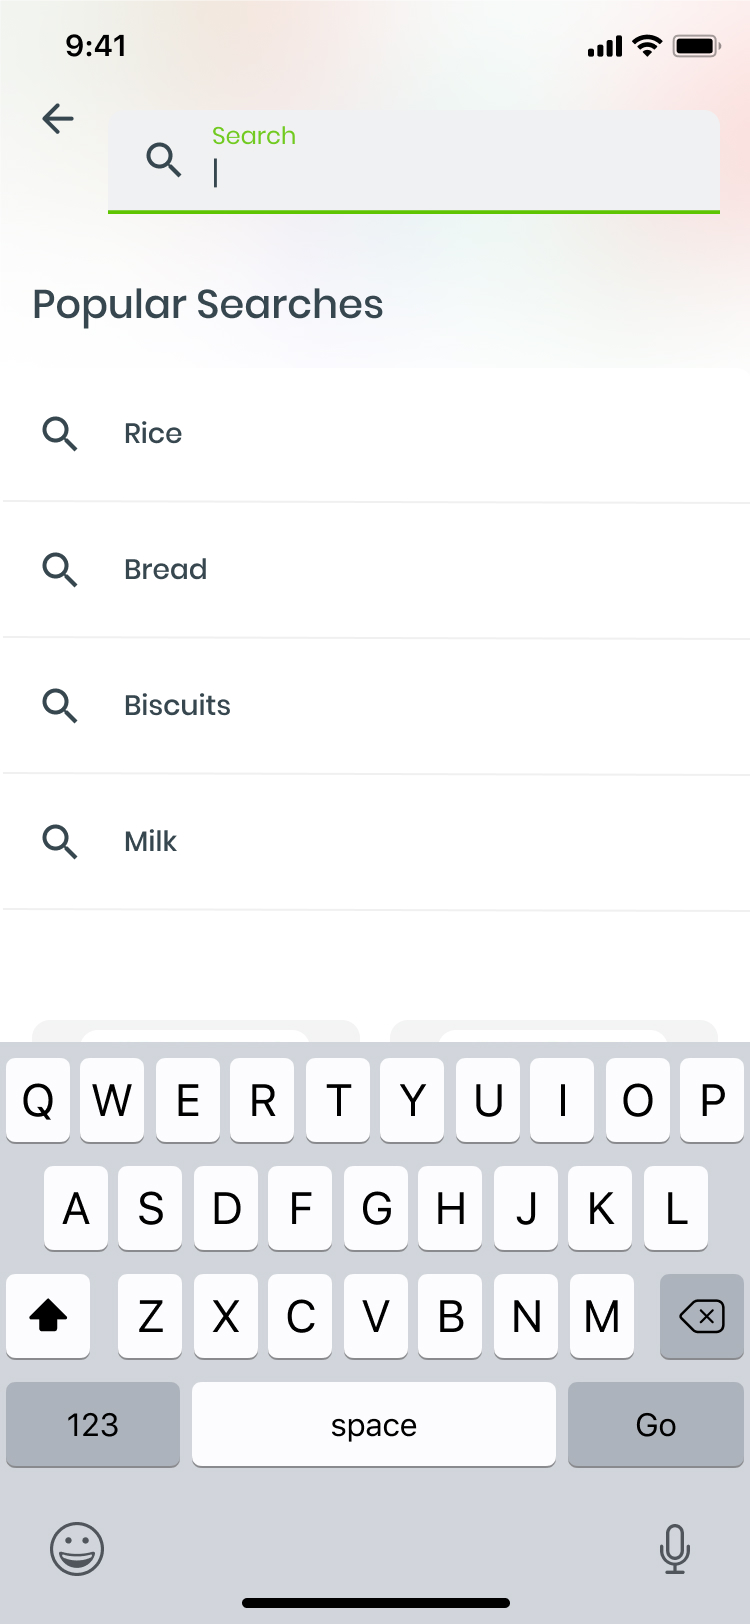 9:41
Search
Popular Searches
Rice
Bread
Biscuits
Milk
Q W E R T Y U I O P
A S D F G H J K L
Z X C V B N M
123 space Go